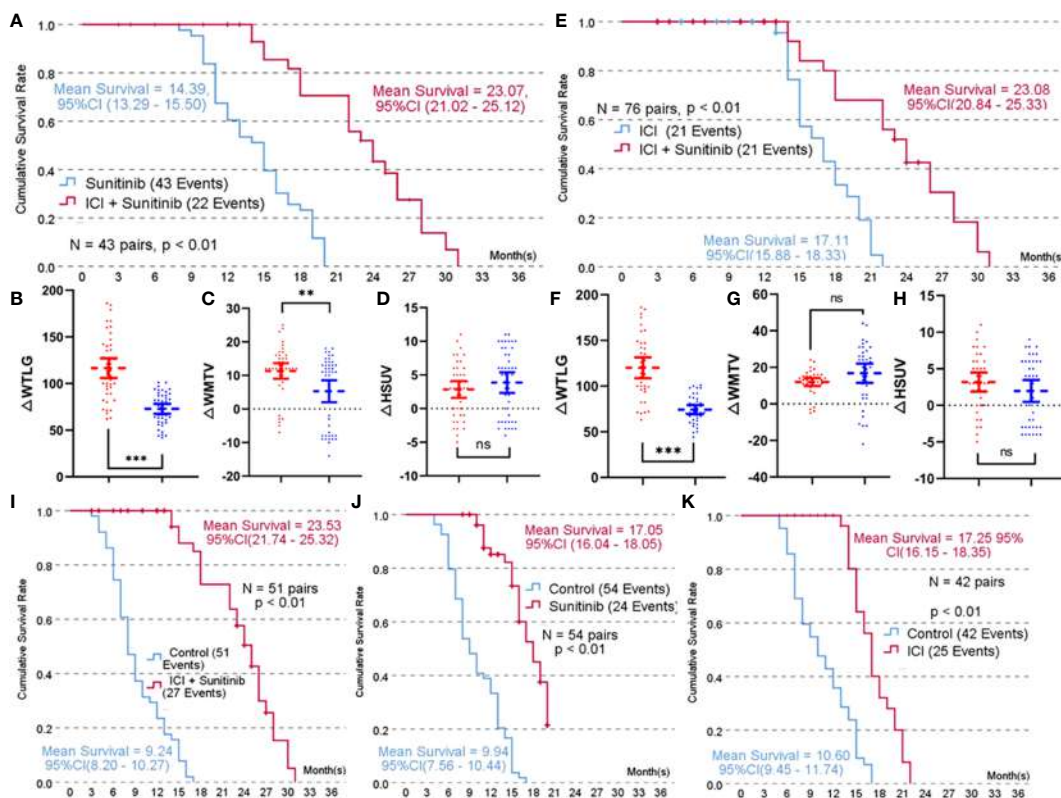 A
Cumulative Survival Rate
1.0
0.8
0.6
0.4
0.2
0.0
Mean Survival = 14.39,
95%CI (13.29 - 15.50)
Mean Survival = 23.07,
95%CI (21.02 - 25.12)
Sunitinib (43 Events)
ICI + Sunitinib (22 Events)
N = 43 pairs, p < 0.01
Month(s)
0 3 6 9 12 15 18 21 24 27 30 33 36
E
Cumulative Survival Rate
1.0
0.8
0.6
0.4
0.2
0.0
Mean Survival = 23.08
95%CI(20.84 - 25.33)
N = 76 pairs, p < 0.01
ICI (21 Events)
ICI + Sunitinib (21 Events)
Mean Survival = 17.11
95%CI(15.88 - 18.33)
Month(s)
0 3 6 9 12 15 18 21 24 27 30 33 36
B
△WTLG
200
150
100
50
0
***
C
△WMTV
30
20
10
0
-10
-20
**
D
△HSUV
15
10
5
0
-5
-10
ns
F
△WTLG
200
150
100
50
0
***
G
△WMTV
60
40
20
0
-20
-40
ns
H
△HSUV
15
10
5
0
-5
-10
ns
I
Cumulative Survival Rate
1.0
0.8
0.6
0.4
0.2
0.0
Mean Survival = 23.53
95%CI(21.74 - 25.32)
N = 51 pairs
p < 0.01
Control (51
Events)
ICI + Sunitinib
(27 Events)
Mean Survival = 9.24
95%CI(8.20 - 10.27)
Month(s)
0 3 6 9 12 15 18 21 24 27 30 33 36
J
Cumulative Survival Rate
1.0
0.8
0.6
0.4
0.2
0.0
Mean Survival = 17.05
95%CI (16.04 - 18.05)
Control (54 Events)
Sunitinib (24 Events)
N = 54 pairs
p < 0.01
Mean Survival = 9.94
95%CI (7.56 - 10.44)
Month(s)
0 3 6 9 12 15 18 21 24 27 30 33 36
K
Cumulative Survival Rate
1.0
0.8
0.6
0.4
0.2
0.0
Mean Survival = 17.25 95%
CI(16.15 - 18.35)
N = 42 pairs
p < 0.01
Control (42 Events)
ICI (25 Events)
Mean Survival = 10.60
95%CI(9.45 - 11.74)
Month(s)
0 3 6 9 12 15 18 21 24 27 30 33 36